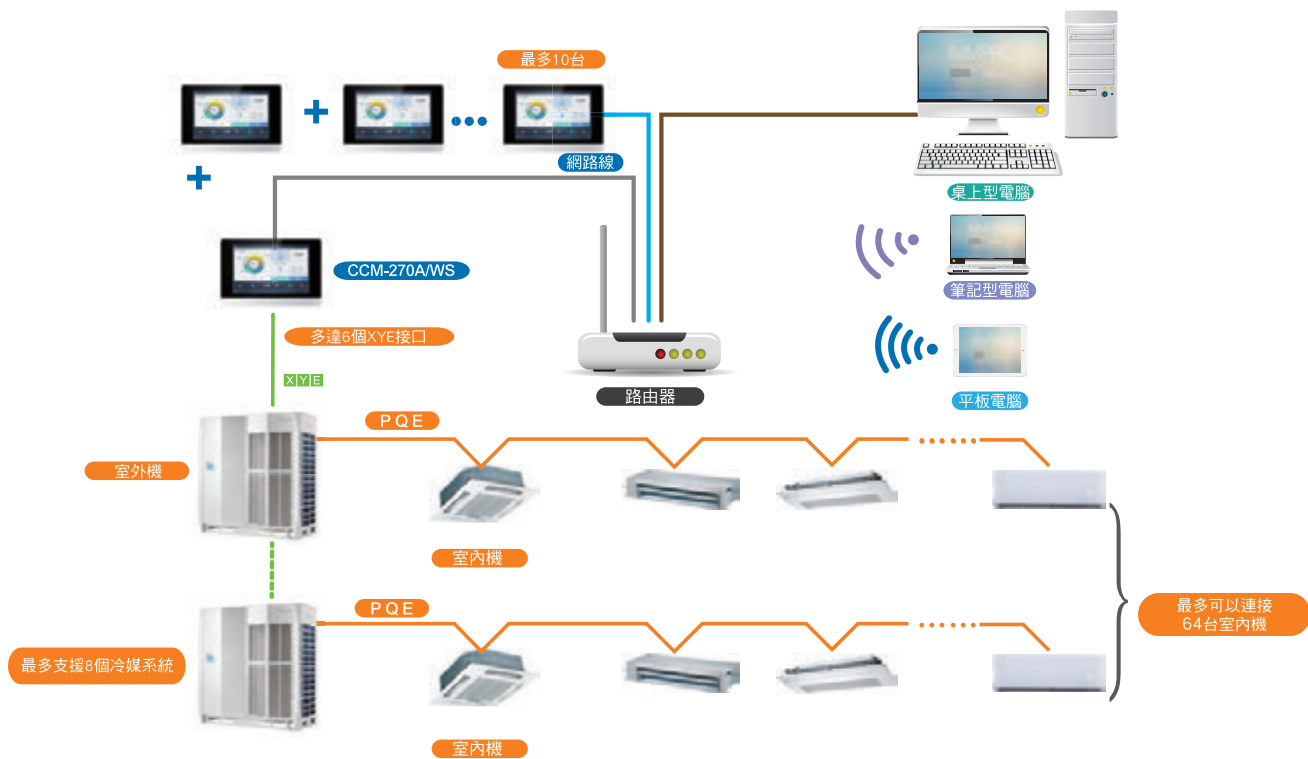 最多10台
網路線
桌上型電腦
CCM-270A/WS
筆記型電腦
多達6個XYE接口
X Y E
路由器
平板電腦
P Q E
室外機
室內機
最多可以連接
64台室內機
P Q E
最多支援8個冷媒系統
室內機